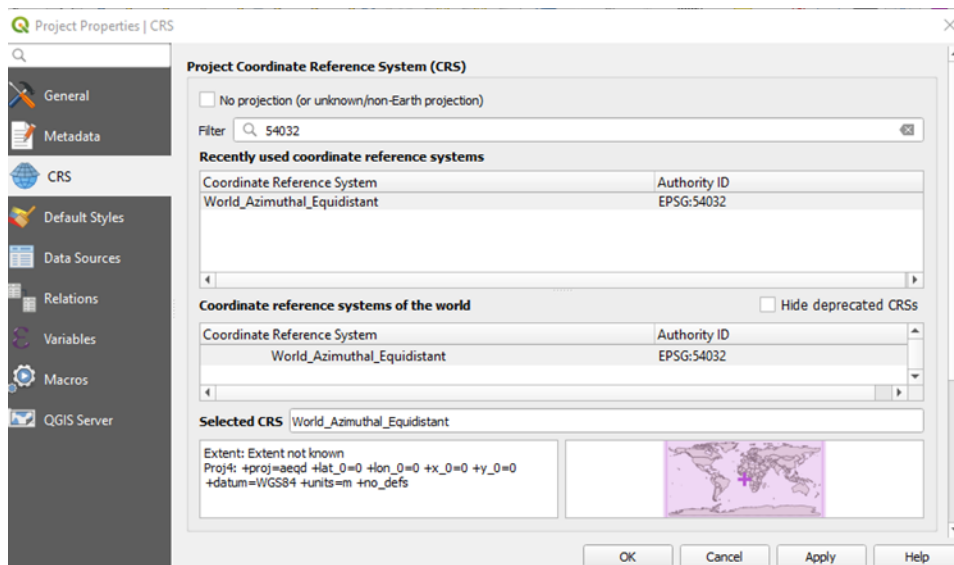 Project Properties | CRS
General
Metadata
CRS
Default Styles
Data Sources
Relations
Variables
Macros
QGIS Server
Project Coordinate Reference System (CRS)
No projection (or unknown/non-Earth projection)
Filter 54032
Recently used coordinate reference systems
Coordinate Reference System Authority ID
World_Azimuthal_Equidistant EPSG:54032
Coordinate reference systems of the world Hide deprecated CRSs
Coordinate Reference System Authority ID
World_Azimuthal_Equidistant EPSG:54032
Selected CRS World_Azimuthal_Equidistant
Extent: Extent not known
Proj4: +proj=aeqd +lat_0=0 +lon_0=0 +x_0=0 +y_0=0
+datum=WGS84 +units=m +no_defs
OK Cancel Apply Help